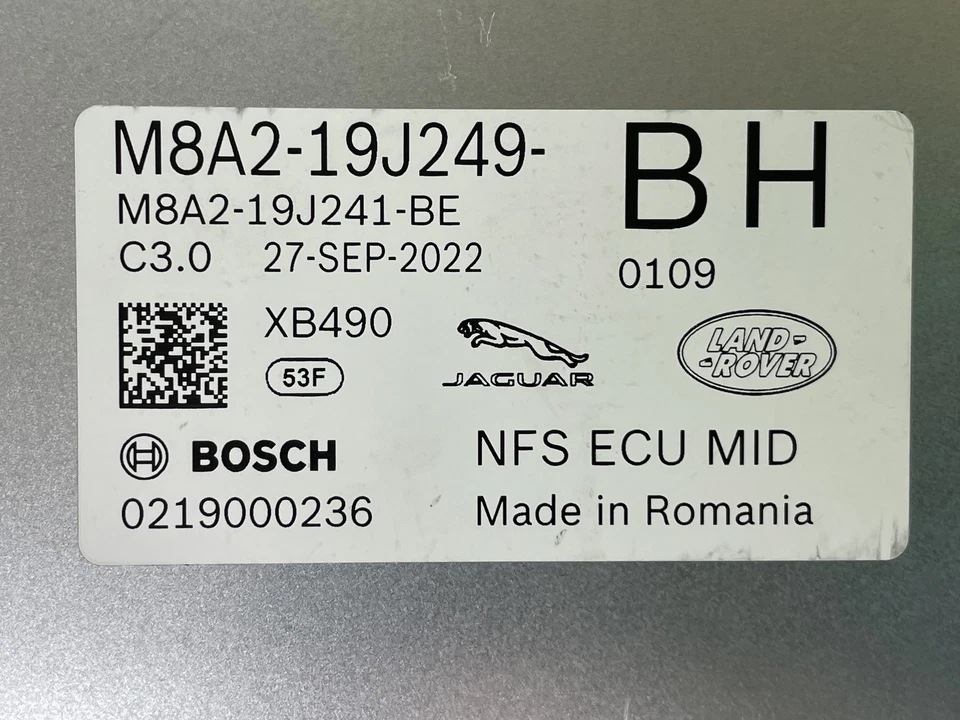 M8A2-19J249- BH
M8A2-19J241-BE
C3.0 27-SEP-2022
0109
XB490
53F
JAGUAR
LAND-
-ROVER
BOSCH
NFS ECU MID
0219000236
Made in Romania